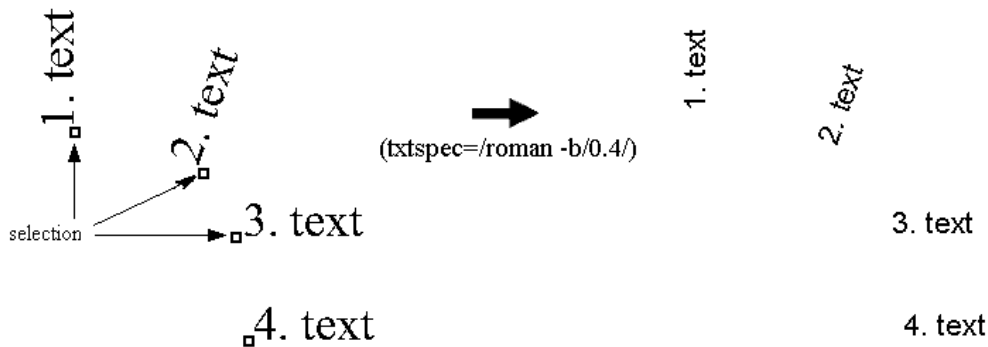 1. text
2. text
(txtspec=/roman -b/0.4/)
selection
3. text
4. text
1. text
2. text
3. text
4. text